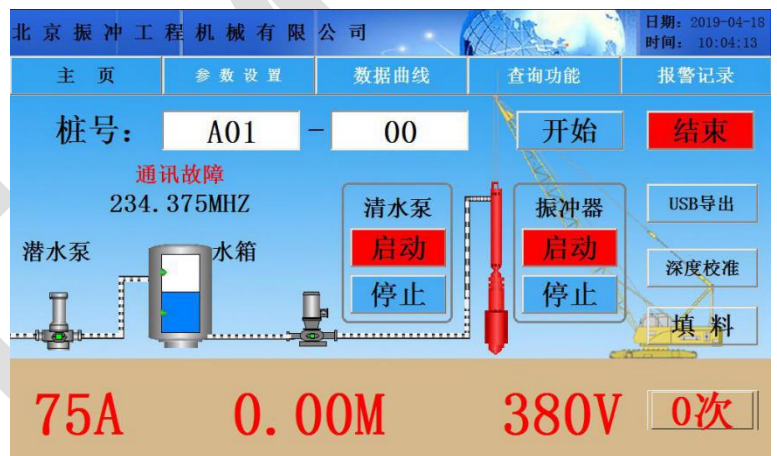 北京振冲工程机械有限公司
日期: 2019-04-18
时间: 10:04:13
主 页
参数设置
数据曲线
查询功能
报警记录
桩号: A01 - 00
开始
结束
通讯故障
234.375MHZ
清水泵
启动
停止
振冲器
启动
停止
USB导出
深度校准
填 料
潜水泵
水箱
75A
0.00M
380V
0次